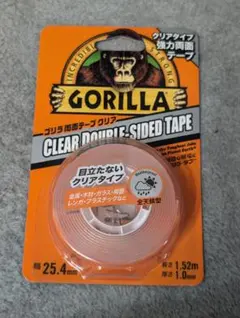 INCREDIBLY STRONG
クリアタイプ
強力両面
テープ
GORILLA
ゴリラ 両面テープ クリア
CLEAR DOUBLE-SIDED TAPE
目立たない
クリアタイプ
金属・木材・ガラス・樹脂
レンガ・プラスチックなど
全天候型
幅 25.4mm
長さ 1.52m
厚さ 1.0mm